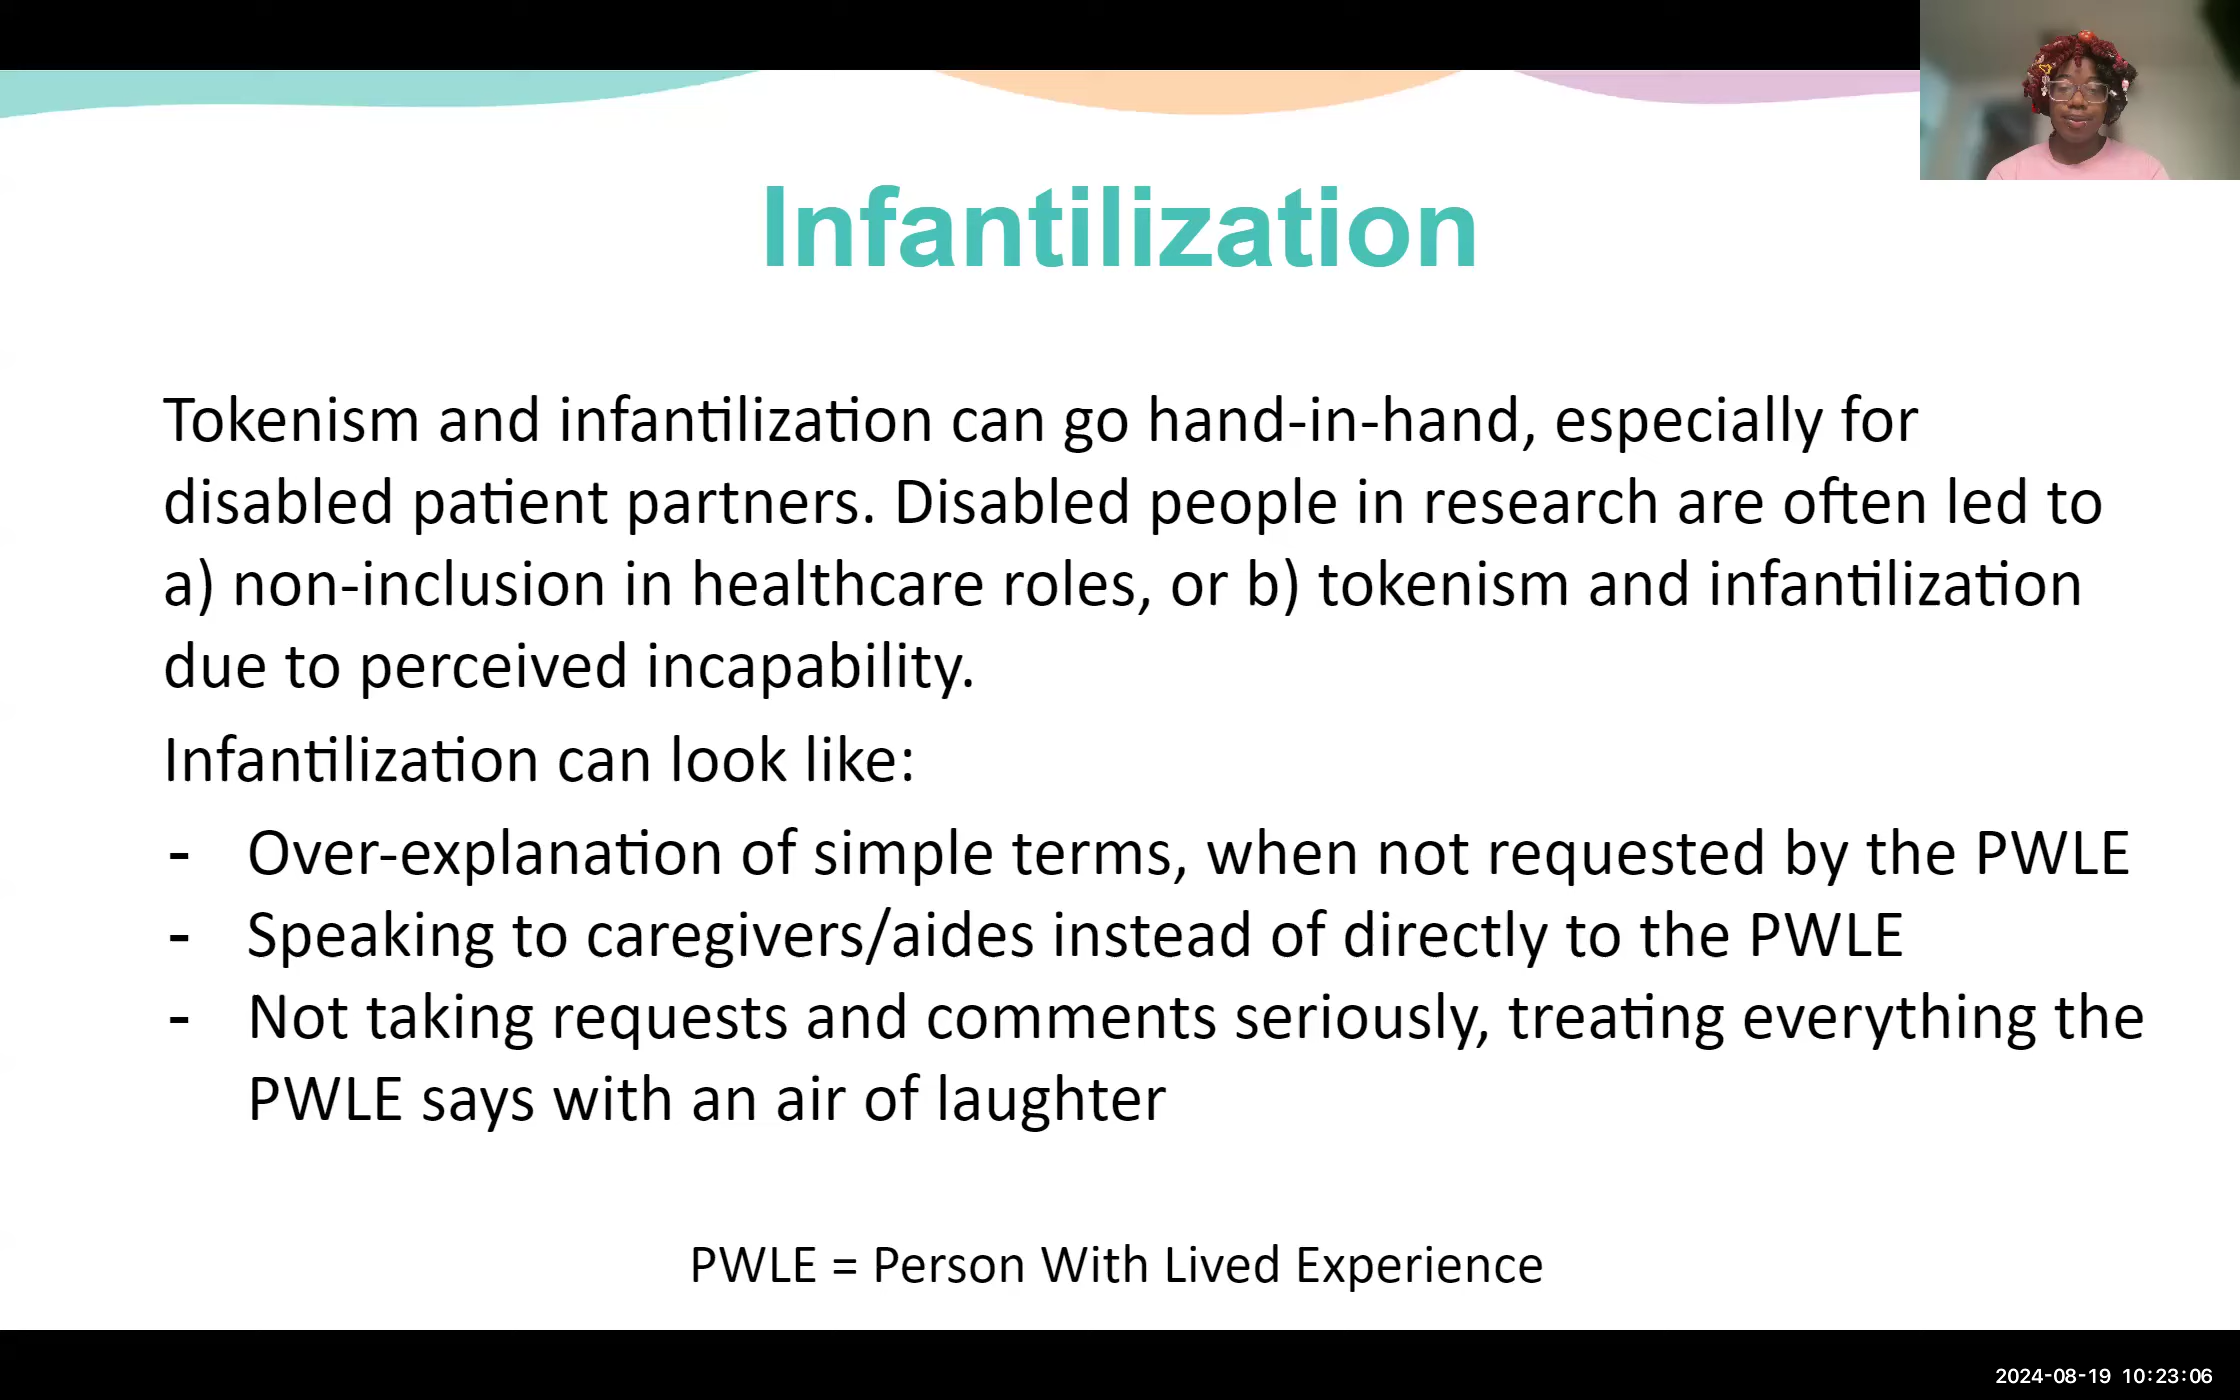 Infantilization
Tokenism and infantilization can go hand-in-hand, especially for
disabled patient partners. Disabled people in research are often led to
a) non-inclusion in healthcare roles, or b) tokenism and infantilization
due to perceived incapability.
Infantilization can look like:
- Over-explanation of simple terms, when not requested by the PWLE
- Speaking to caregivers/aides instead of directly to the PWLE
- Not taking requests and comments seriously, treating everything the
PWLE says with an air of laughter
PWLE = Person With Lived Experience
2024-08-19 10:23:06